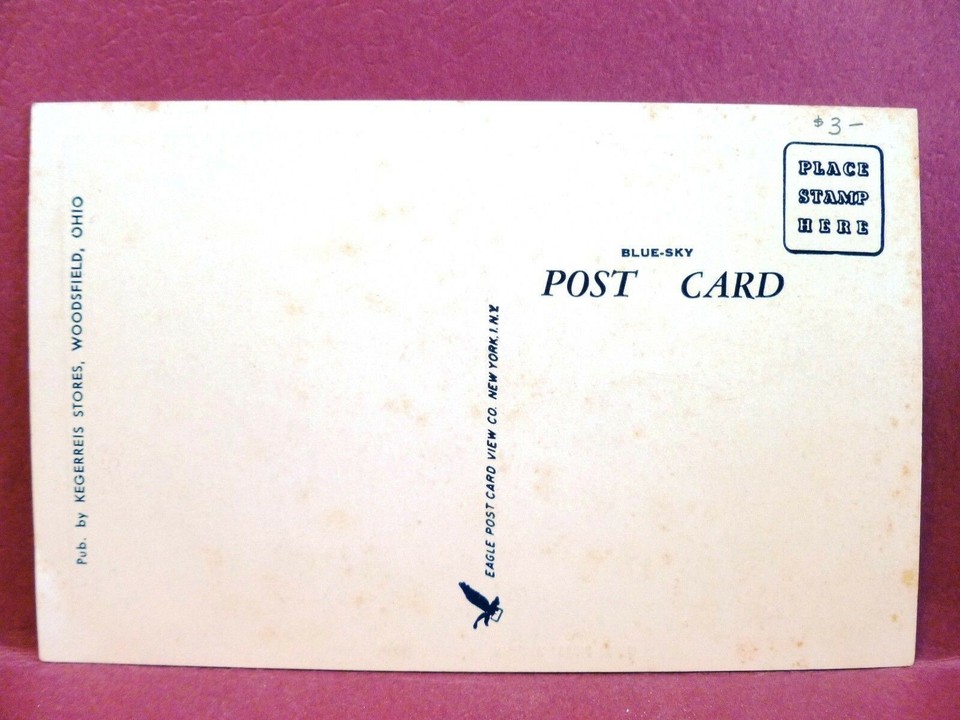 $3-
PLACE
STAMP
HERE
BLUE-SKY
POST CARD
EAGLE POST CARD VIEW CO. NEW YORK,1.N.Y.
Pub. by KEGERREIS STORES, WOODSFIELD, OHIO